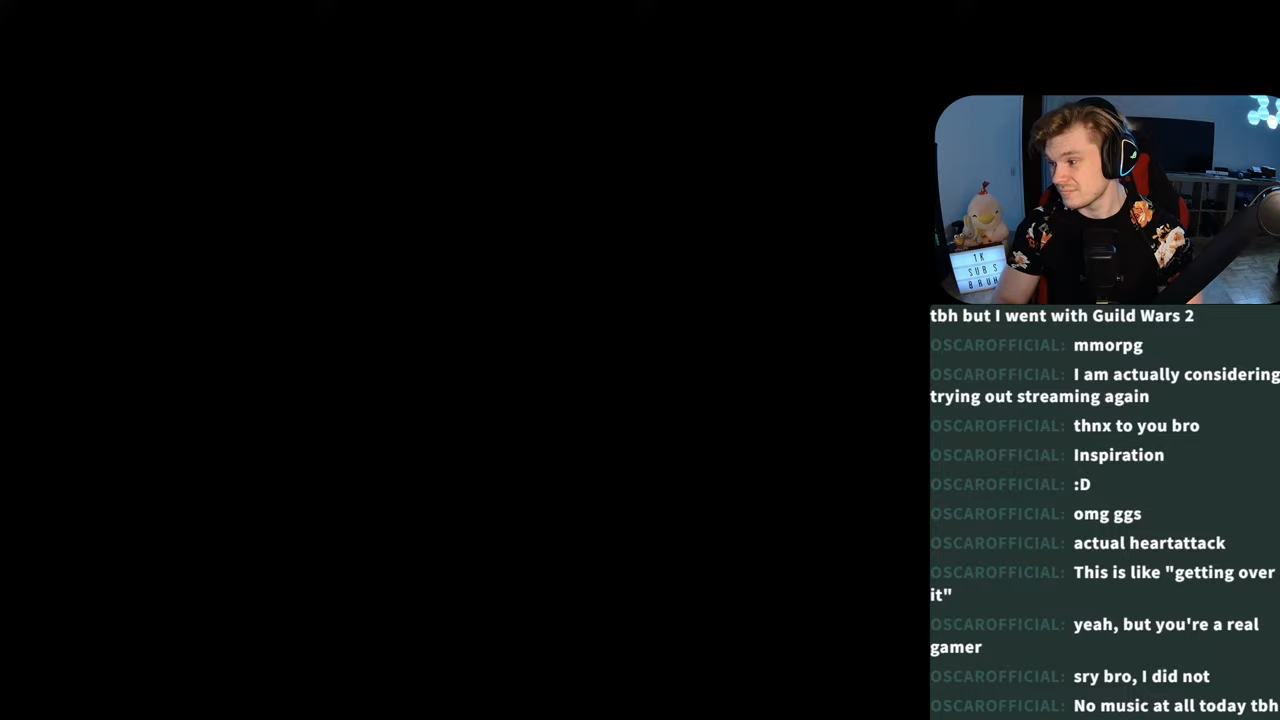 1K
SUBS
BRUH
tbh but I went with Guild Wars 2
OSCAROFFICIAL: mmorpg
OSCAROFFICIAL: I am actually considering
trying out streaming again
OSCAROFFICIAL: thnx to you bro
OSCAROFFICIAL: Inspiration
OSCAROFFICIAL: :D
OSCAROFFICIAL: omg ggs
OSCAROFFICIAL: actual heartattack
OSCAROFFICIAL: This is like "getting over
it"
OSCAROFFICIAL: yeah, but you're a real
gamer
OSCAROFFICIAL: sry bro, I did not
OSCAROFFICIAL: No music at all today tbh